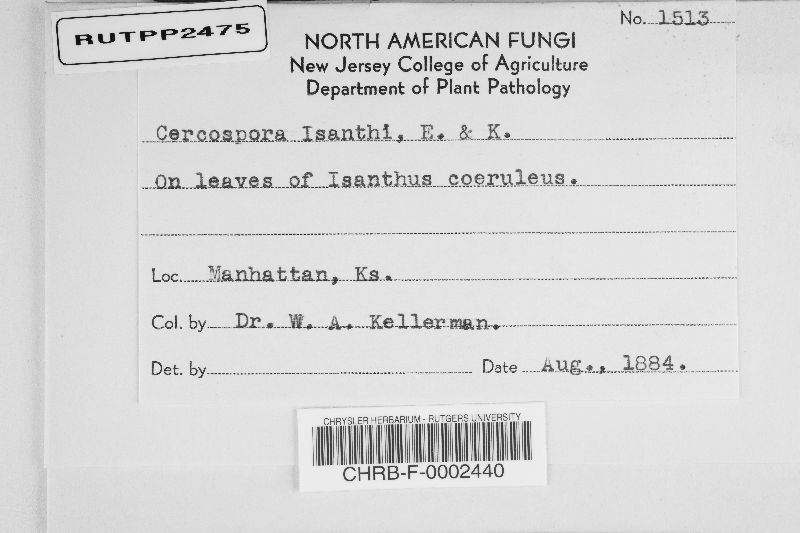 RUTPP2475
No. 1513
NORTH AMERICAN FUNGI
New Jersey College of Agriculture
Department of Plant Pathology
Cercospora Isanthi, E. & K.
On leaves of Isanthus coeruleus.
Loc. Manhattan, Ks.
Col. by Dr. W. A. Kellerman.
Det. by
Date Aug., 1884.
CHRYSLER HERBARIUM - RUTGERS UNIVERSITY
CHRB-F-0002440